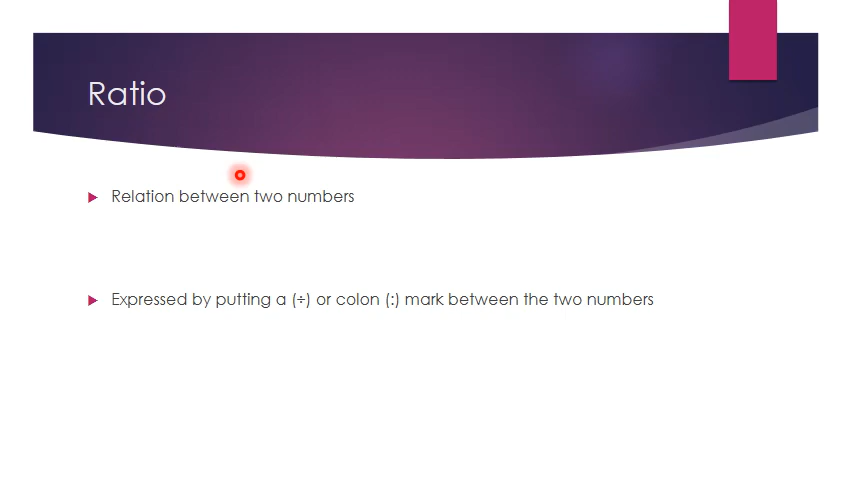 Ratio
Relation between two numbers
Expressed by putting a (÷) or colon (:) mark between the two numbers